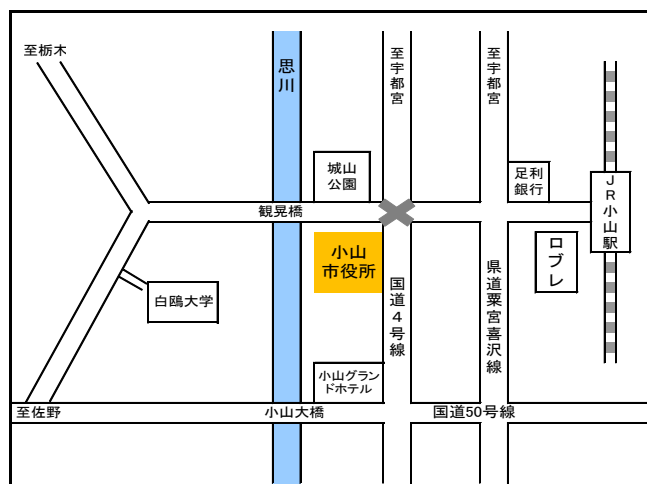 至栃木
思川
至宇都宮
至宇都宮
城山
公園
足利
銀行
JR小山駅
観晃橋
小山
市役所
ロブレ
国道4号線
県道粟宮喜沢線
白鴎大学
小山グラン
ドホテル
至佐野
小山大橋
国道50号線